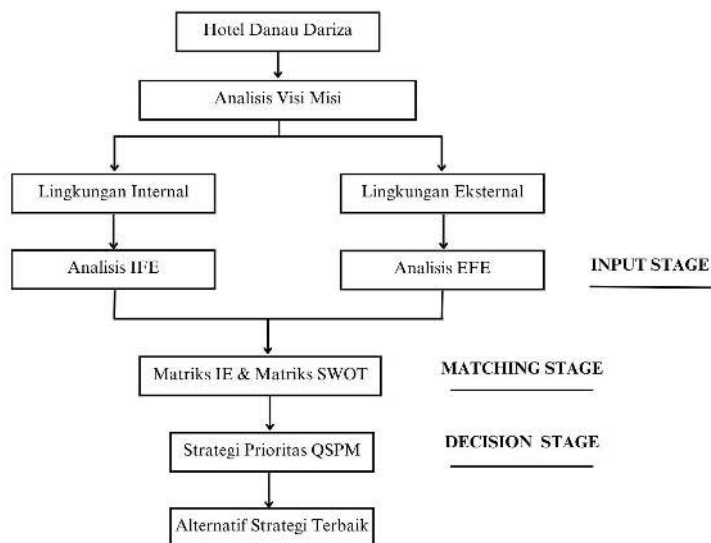 Hotel Danau Dariza
Analisis Visi Misi
Lingkungan Internal
Lingkungan Eksternal
Analisis IFE
Analisis EFE
INPUT STAGE
Matriks IE & Matriks SWOT
MATCHING STAGE
Strategi Prioritas QSPM
DECISION STAGE
Alternatif Strategi Terbaik